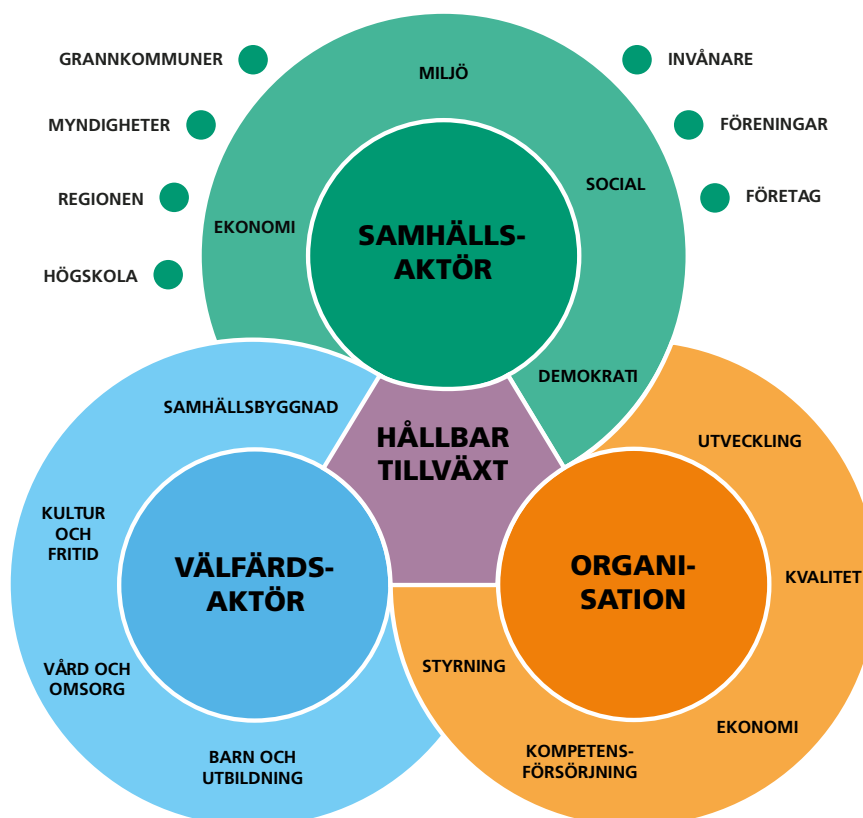 GRANNKOMMUNER
MYNDIGHETER
REGIONEN
HÖGSKOLA
INVÅNARE
FÖRENINGAR
FÖRETAG
MILJÖ
SOCIAL
EKONOMI
DEMOKRATI
SAMHÄLLS-
AKTÖR
HÅLLBAR
TILLVÄXT
SAMHÄLLSBYGGNAD
KULTUR
OCH
FRITID
VÅRD OCH
OMSORG
BARN OCH
UTBILDNING
VÄLFÄRDS-
AKTÖR
UTVECKLING
KVALITET
EKONOMI
KOMPETENS-
FÖRSÖRJNING
STYRNING
ORGANI-
SATION